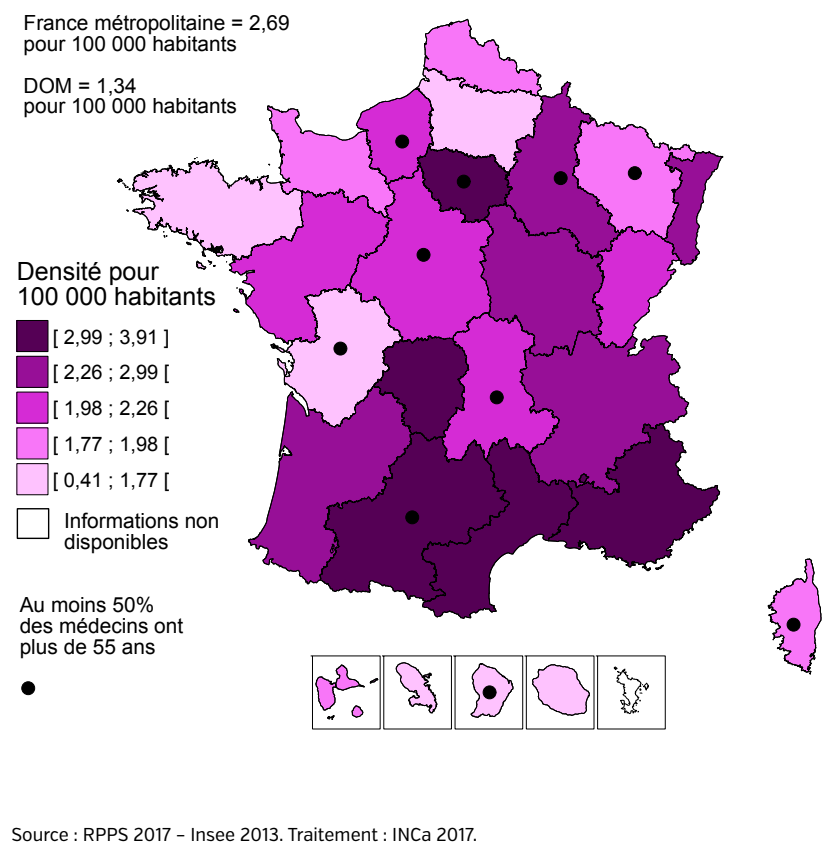 France métropolitaine = 2,69
pour 100 000 habitants
DOM = 1,34
pour 100 000 habitants
Densité pour
100 000 habitants
[ 2,99 ; 3,91 ]
[ 2,26 ; 2,99 [
[ 1,98 ; 2,26 [
[ 1,77 ; 1,98 [
[ 0,41 ; 1,77 [
Informations non
disponibles
Au moins 50%
des médecins ont
plus de 55 ans
Source : RPPS 2017 – Insee 2013. Traitement : INCa 2017.